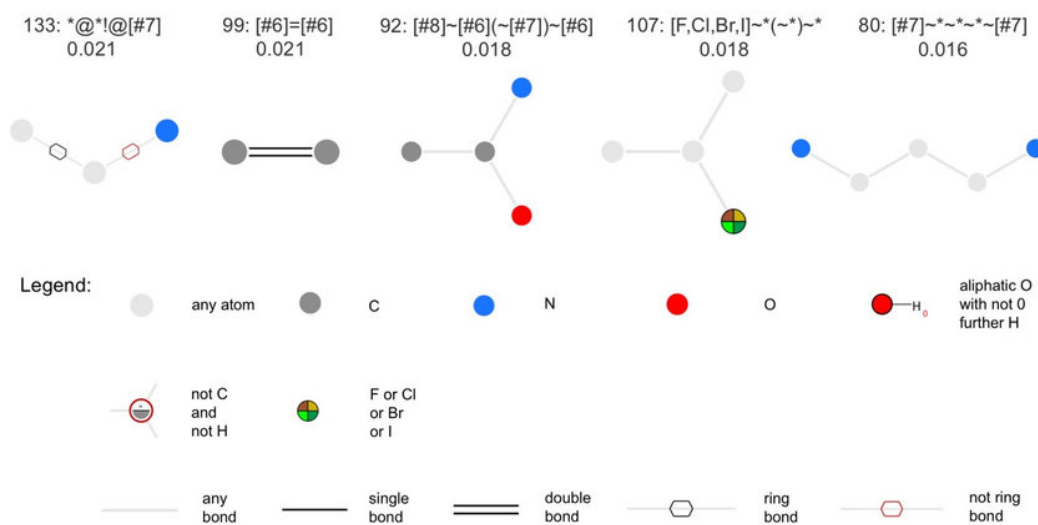 133: *@*!@[#7]
0.021
99: [#6]=[#6]
0.021
92: [#8]~[#6](~[#7])~[#6]
0.018
107: [F,Cl,Br,I]~*(~*)~*
0.018
80: [#7]~*~*~*~[#7]
0.016
Legend:
any atom
C
N
O
H 0
aliphatic O
with not 0
further H
not C
and
not H
F or Cl
or Br
or I
any
bond
single
bond
double
bond
ring
bond
not ring
bond